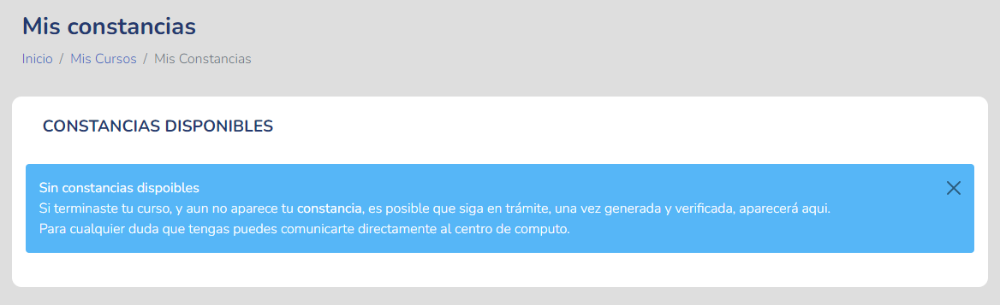 Mis constancias
Inicio / Mis Cursos / Mis Constancias
CONSTANCIAS DISPONIBLES
Sin constancias dispoibles
Si terminaste tu curso, y aun no aparece tu constancia, es posible que siga en trámite, una vez generada y verificada, aparecerá aqui.
Para cualquier duda que tengas puedes comunicarte directamente al centro de computo.